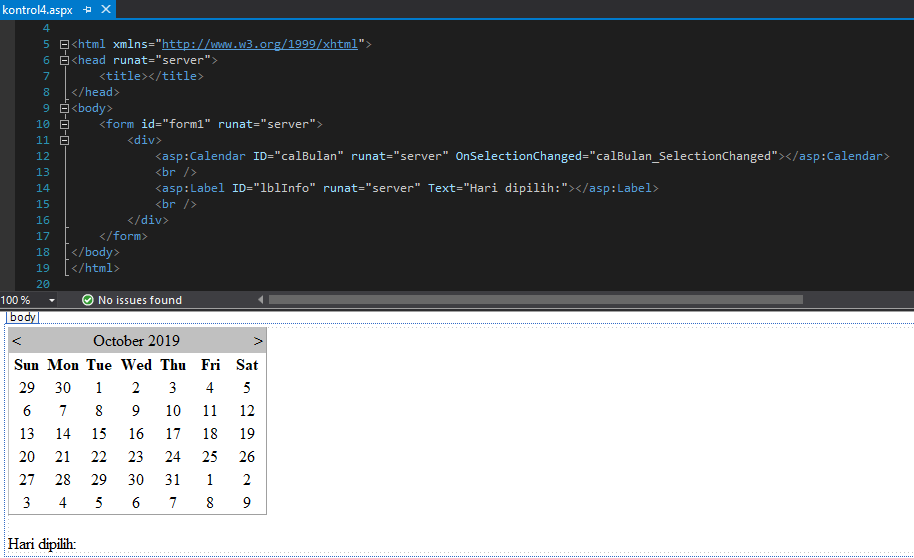 kontrol4.aspx
4
5 <html xmlns="http://www.w3.org/1999/xhtml">
6 <head runat="server">
7 <title></title>
8 </head>
9 <body>
10 <form id="form1" runat="server">
11 <div>
12 <asp:Calendar ID="calBulan" runat="server" OnSelectionChanged="calBulan_SelectionChanged"></asp:Calendar>
13 <br />
14 <asp:Label ID="lblInfo" runat="server" Text="Hari dipilih:"></asp:Label>
15 <br />
16 </div>
17 </form>
18 </body>
19 </html>
20
100 % No issues found
body
< October 2019 >
Sun Mon Tue Wed Thu Fri Sat
29 30 1 2 3 4 5
6 7 8 9 10 11 12
13 14 15 16 17 18 19
20 21 22 23 24 25 26
27 28 29 30 31 1 2
3 4 5 6 7 8 9
Hari dipilih: